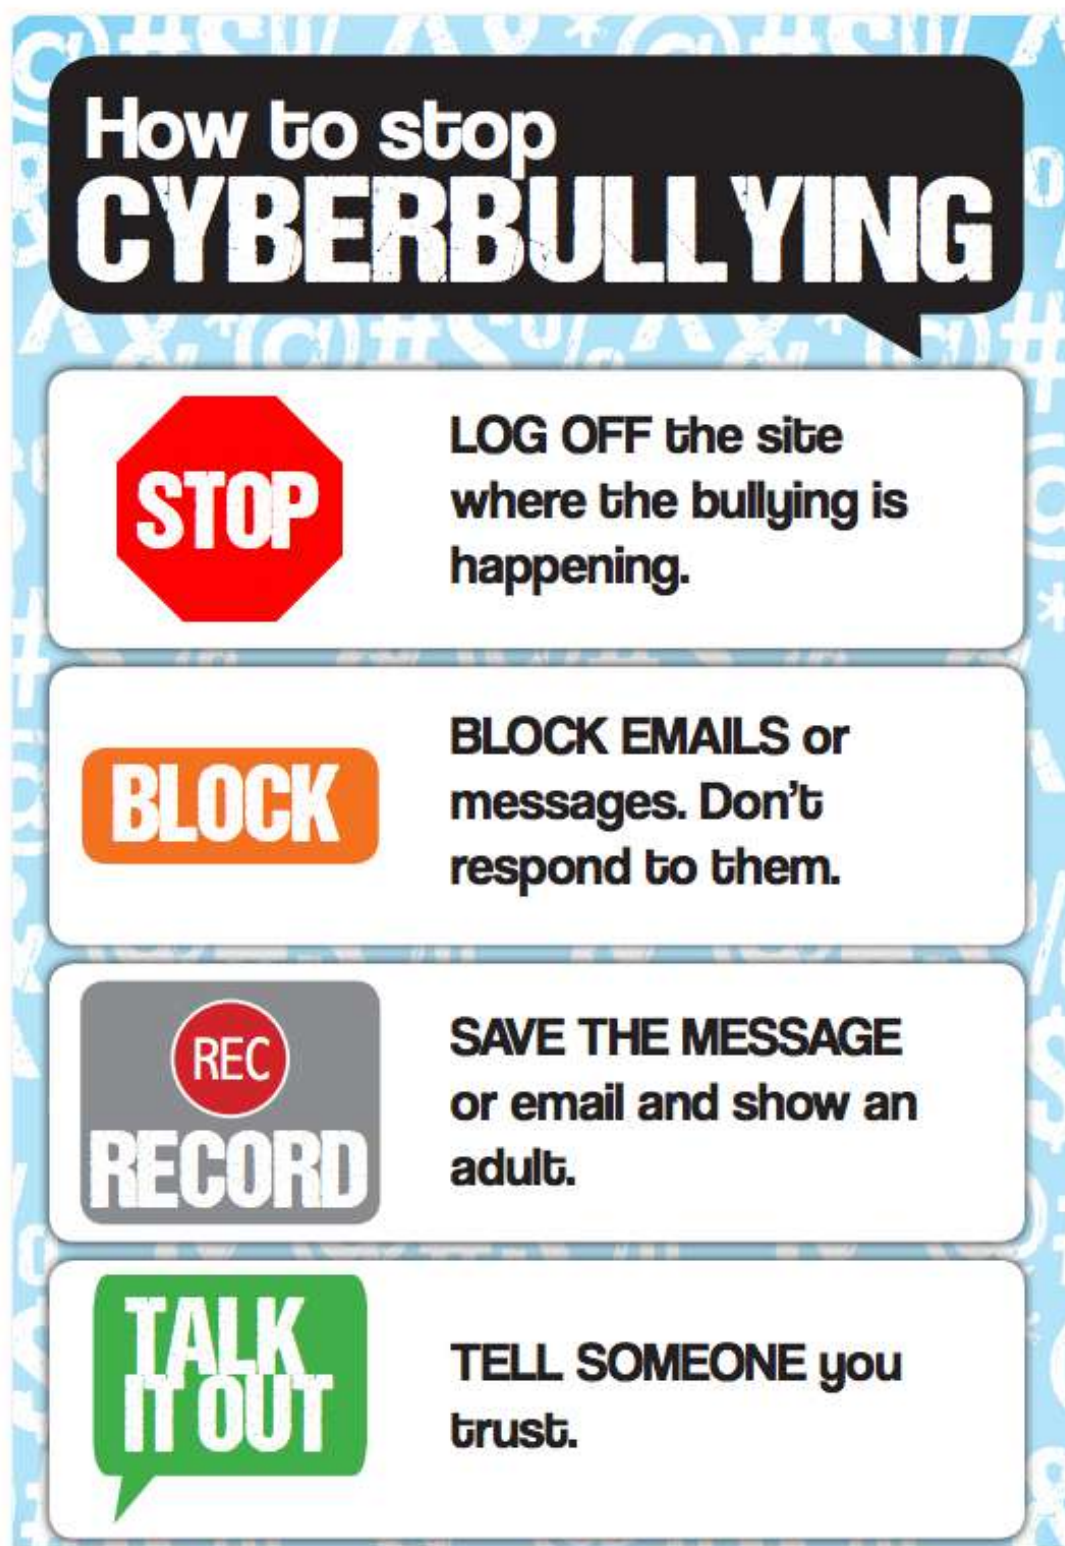 How to stop
CYBERBULLYING
STOP
LOG OFF the site
where the bullying is
happening.
BLOCK
BLOCK EMAILS or
messages. Don't
respond to them.
REC
RECORD
SAVE THE MESSAGE
or email and show an
adult.
TALK
IT OUT
TELL SOMEONE you
trust.